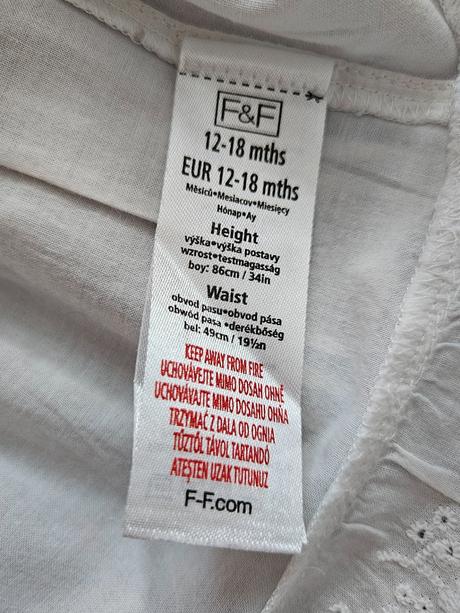 F&F
12-18 mths
EUR 12-18 mths
Měsíců•Mesiacov•Miesięcy
Hónap•Ay
Height
výška•výška postavy
wzrost•testmagasság
boy: 86cm / 34in
Waist
obvod pasu•obvod pása
obwód pasa •derékbőség
bel: 49cm / 19½n
KEEP AWAY FROM FIRE
UCHOVÁVEJTE MIMO DOSAH OHNĚ
UCHOVÁVAJTE MIMO DOSAHU OHŇA
TRZYMAĆ Z DALA OD OGNIA
TŰZTŐL TÁVOL TARTANDÓ
ATEŞTEN UZAK TUTUNUZ
F-F.com